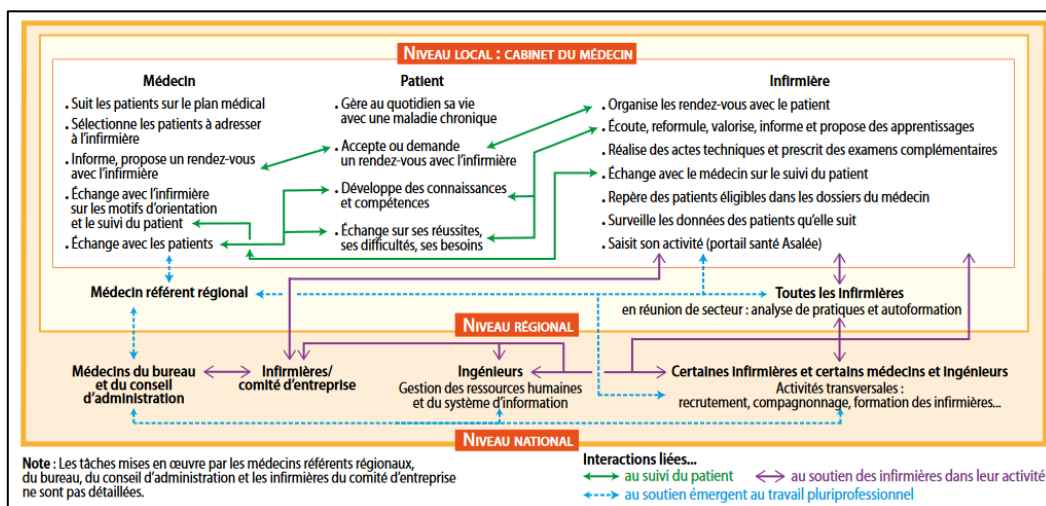 NIVEAU LOCAL : CABINET DU MÉDECIN
Médecin
. Suit les patients sur le plan médical
. Sélectionne les patients à adresser
à l'infirmière
. Informe, propose un rendez-vous
avec l'infirmière
. Échange avec l'infirmière
sur les motifs d'orientation
et le suivi du patient
. Échange avec les patients
Patient
. Gère au quotidien sa vie
avec une maladie chronique
. Accepte ou demande
un rendez-vous avec l'infirmière
. Développe des connaissances
et compétences
. Échange sur ses réussites,
ses difficultés, ses besoins
Infirmière
. Organise les rendez-vous avec le patient
. Écoute, reformule, valorise, informe et propose des apprentissages
. Réalise des actes techniques et prescrit des examens complémentaires
. Échange avec le médecin sur le suivi du patient
. Repère des patients éligibles dans les dossiers du médecin
. Surveille les données des patients qu'elle suit
. Saisit son activité (portail santé Asalée)
Médecin référent régional
Toutes les infirmières
en réunion de secteur : analyse de pratiques et autoformation
NIVEAU RÉGIONAL
Médecins du bureau
et du conseil
d'administration
Infirmières/
comité d'entreprise
Ingénieurs
Gestion des ressources humaines
et du système d'information
Certaines infirmières et certains médecins et ingénieurs
Activités transversales :
recrutement, compagnonnage, formation des infirmières...
NIVEAU NATIONAL
Note : Les tâches mises en œuvre par les médecins référents régionaux,
du bureau, du conseil d'administration et les infirmières du comité d'entreprise
ne sont pas détaillées.
Interactions liées...
au suivi du patient
au soutien des infirmières dans leur activité
au soutien émergent au travail pluriprofessionnel